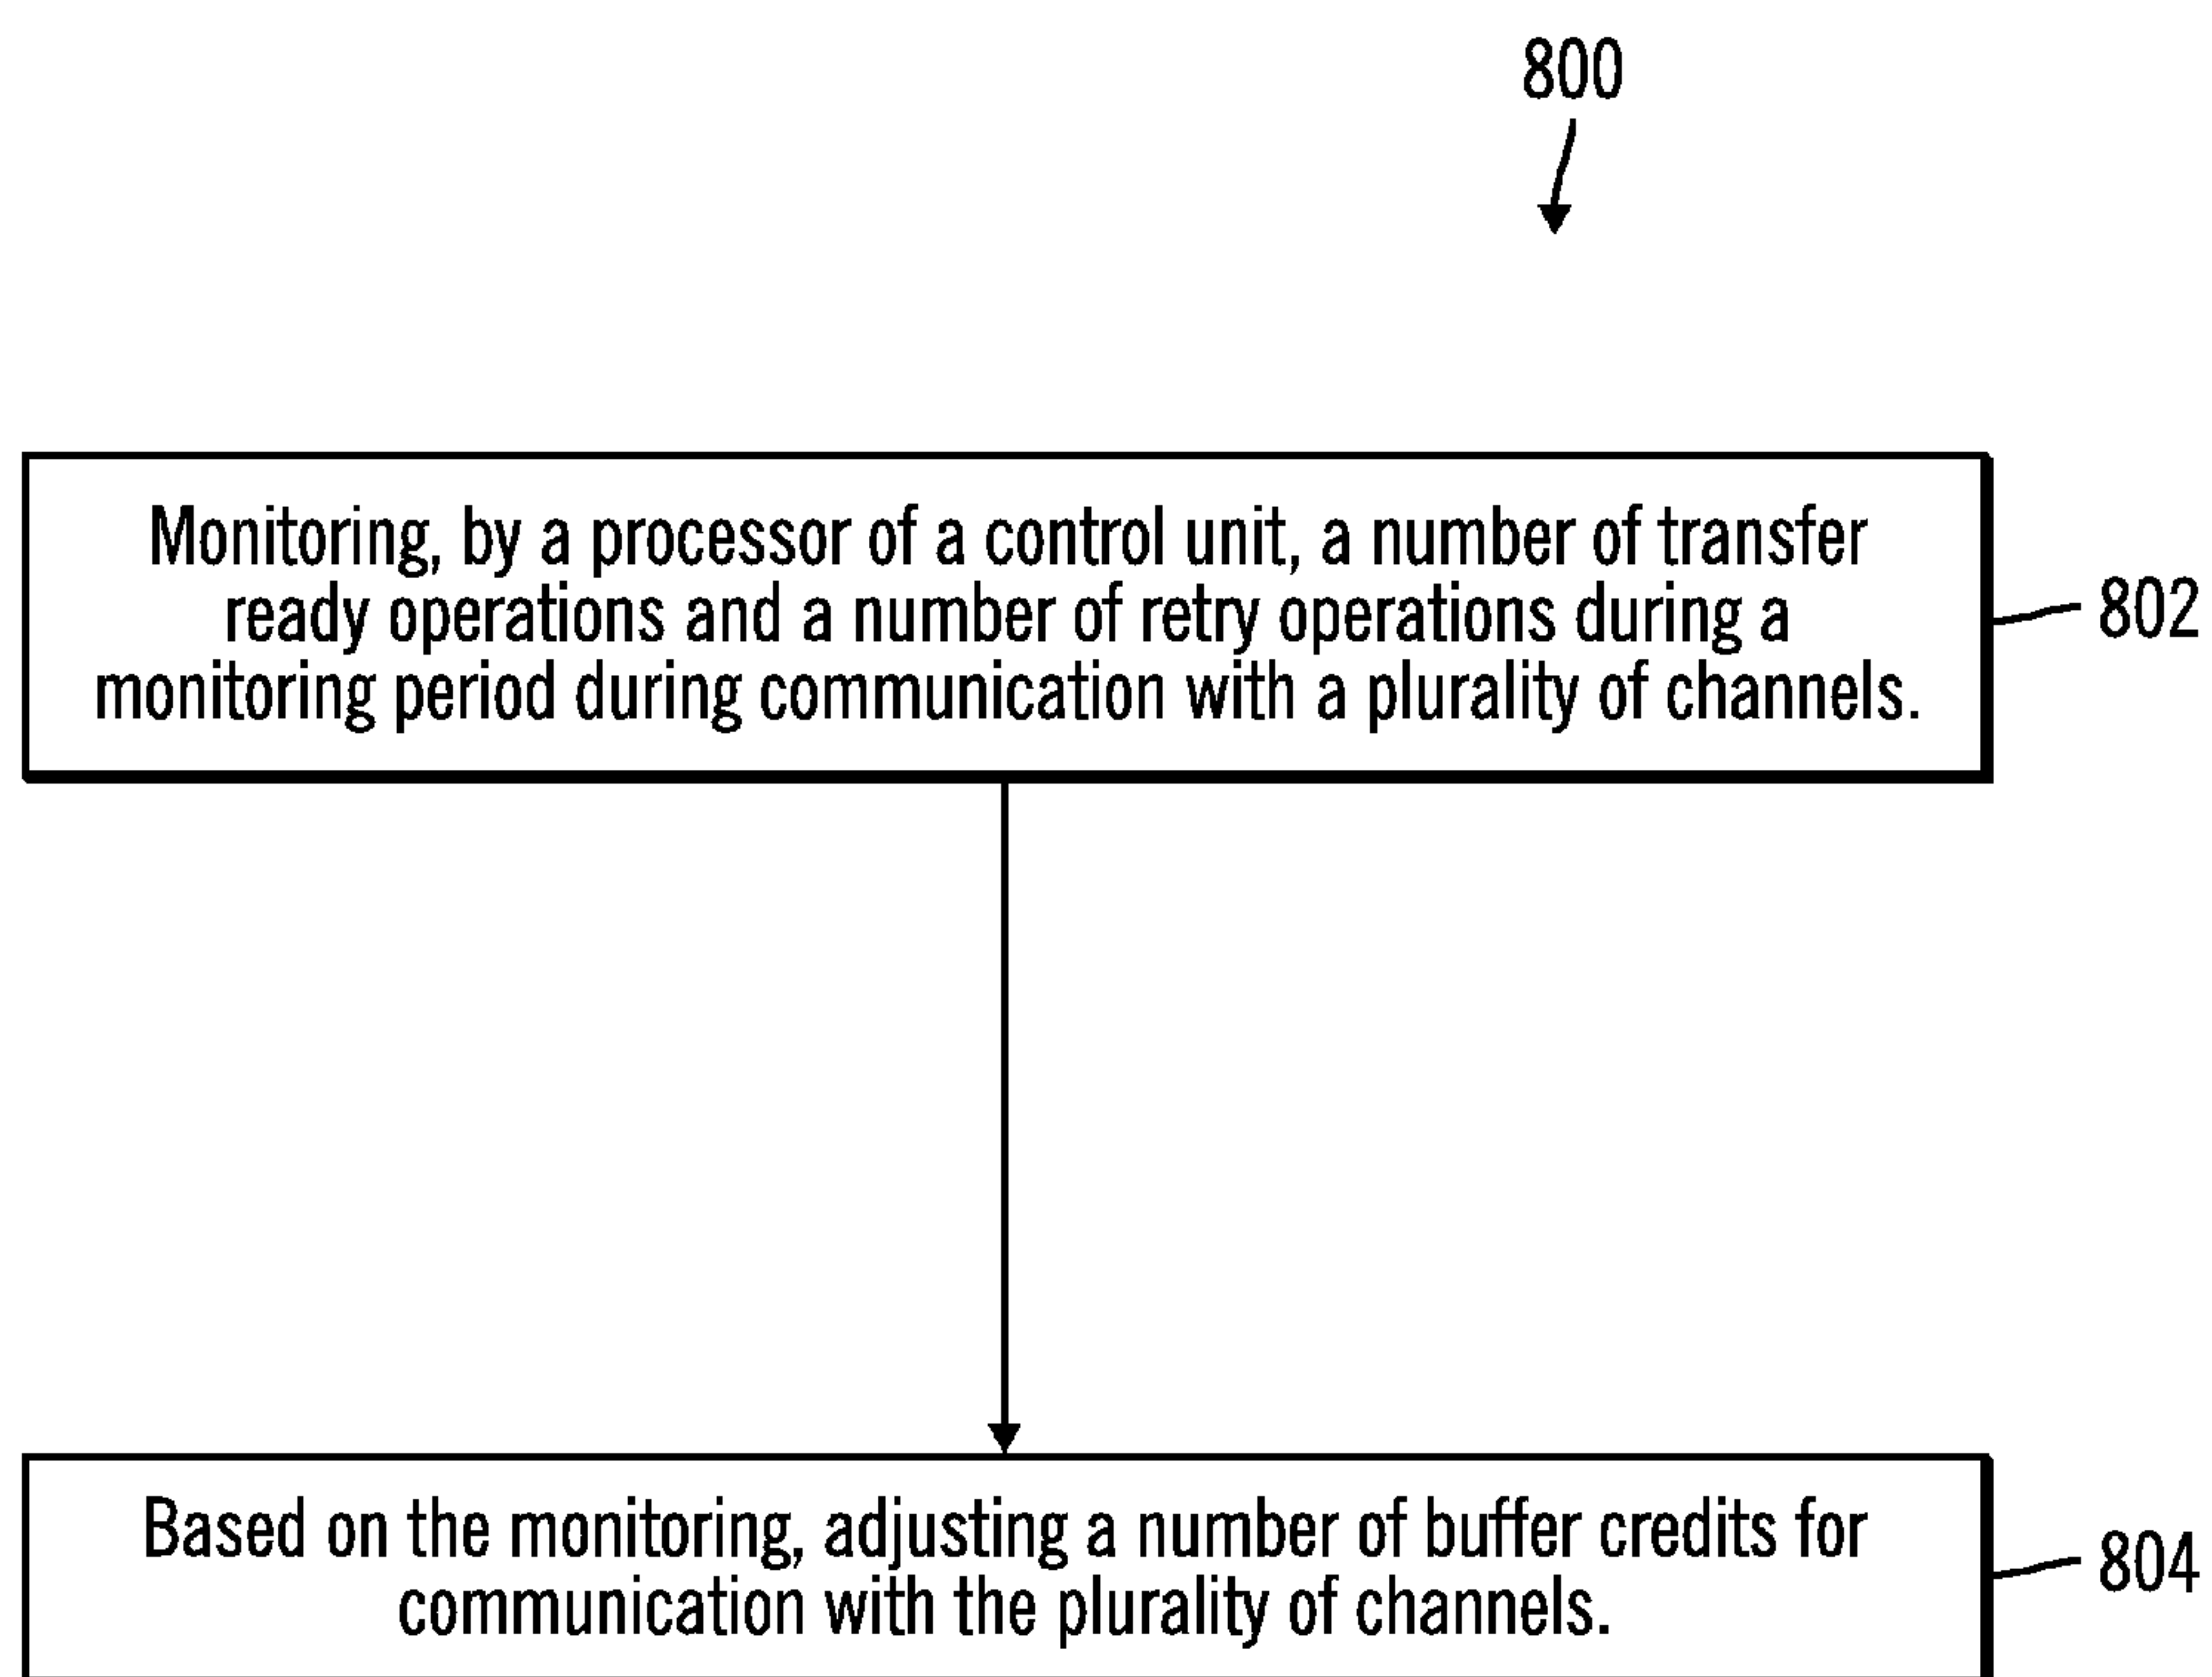 800
Monitoring, by a processor of a control unit, a number of transfer
ready operations and a number of retry operations during a
monitoring period during communication with a plurality of channels.
802
Based on the monitoring, adjusting a number of buffer credits for
communication with the plurality of channels.
804